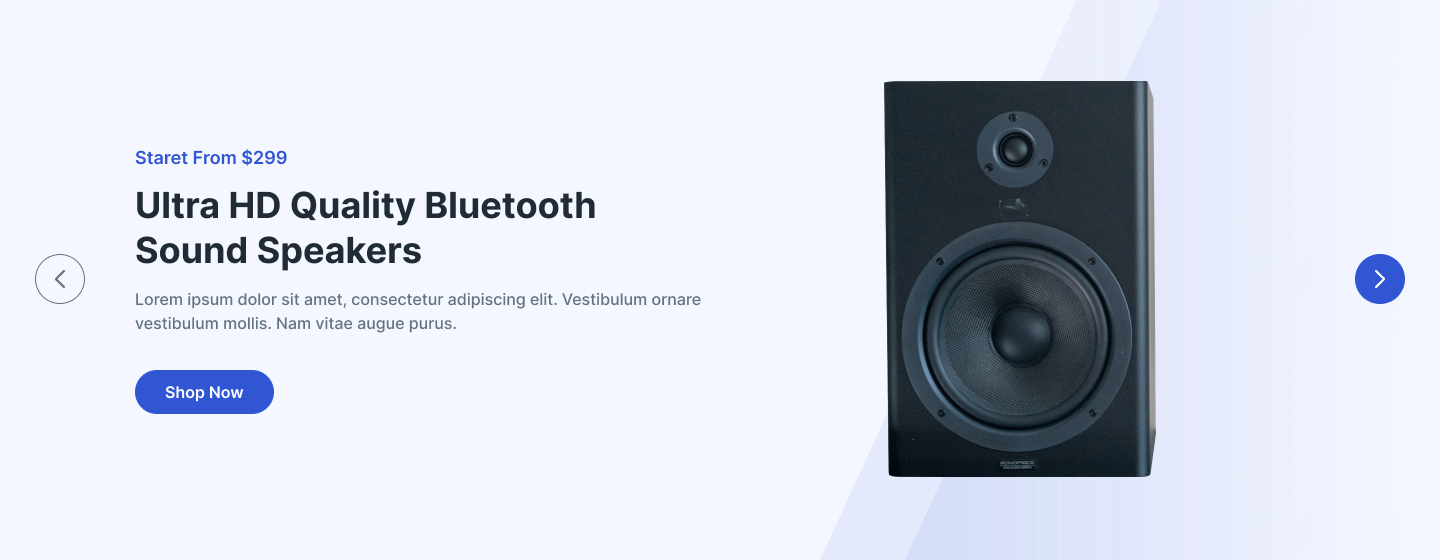 Staret From $299
Ultra HD Quality Bluetooth
Sound Speakers
Lorem ipsum dolor sit amet, consectetur adipiscing elit. Vestibulum ornare
vestibulum mollis. Nam vitae augue purus.
Shop Now